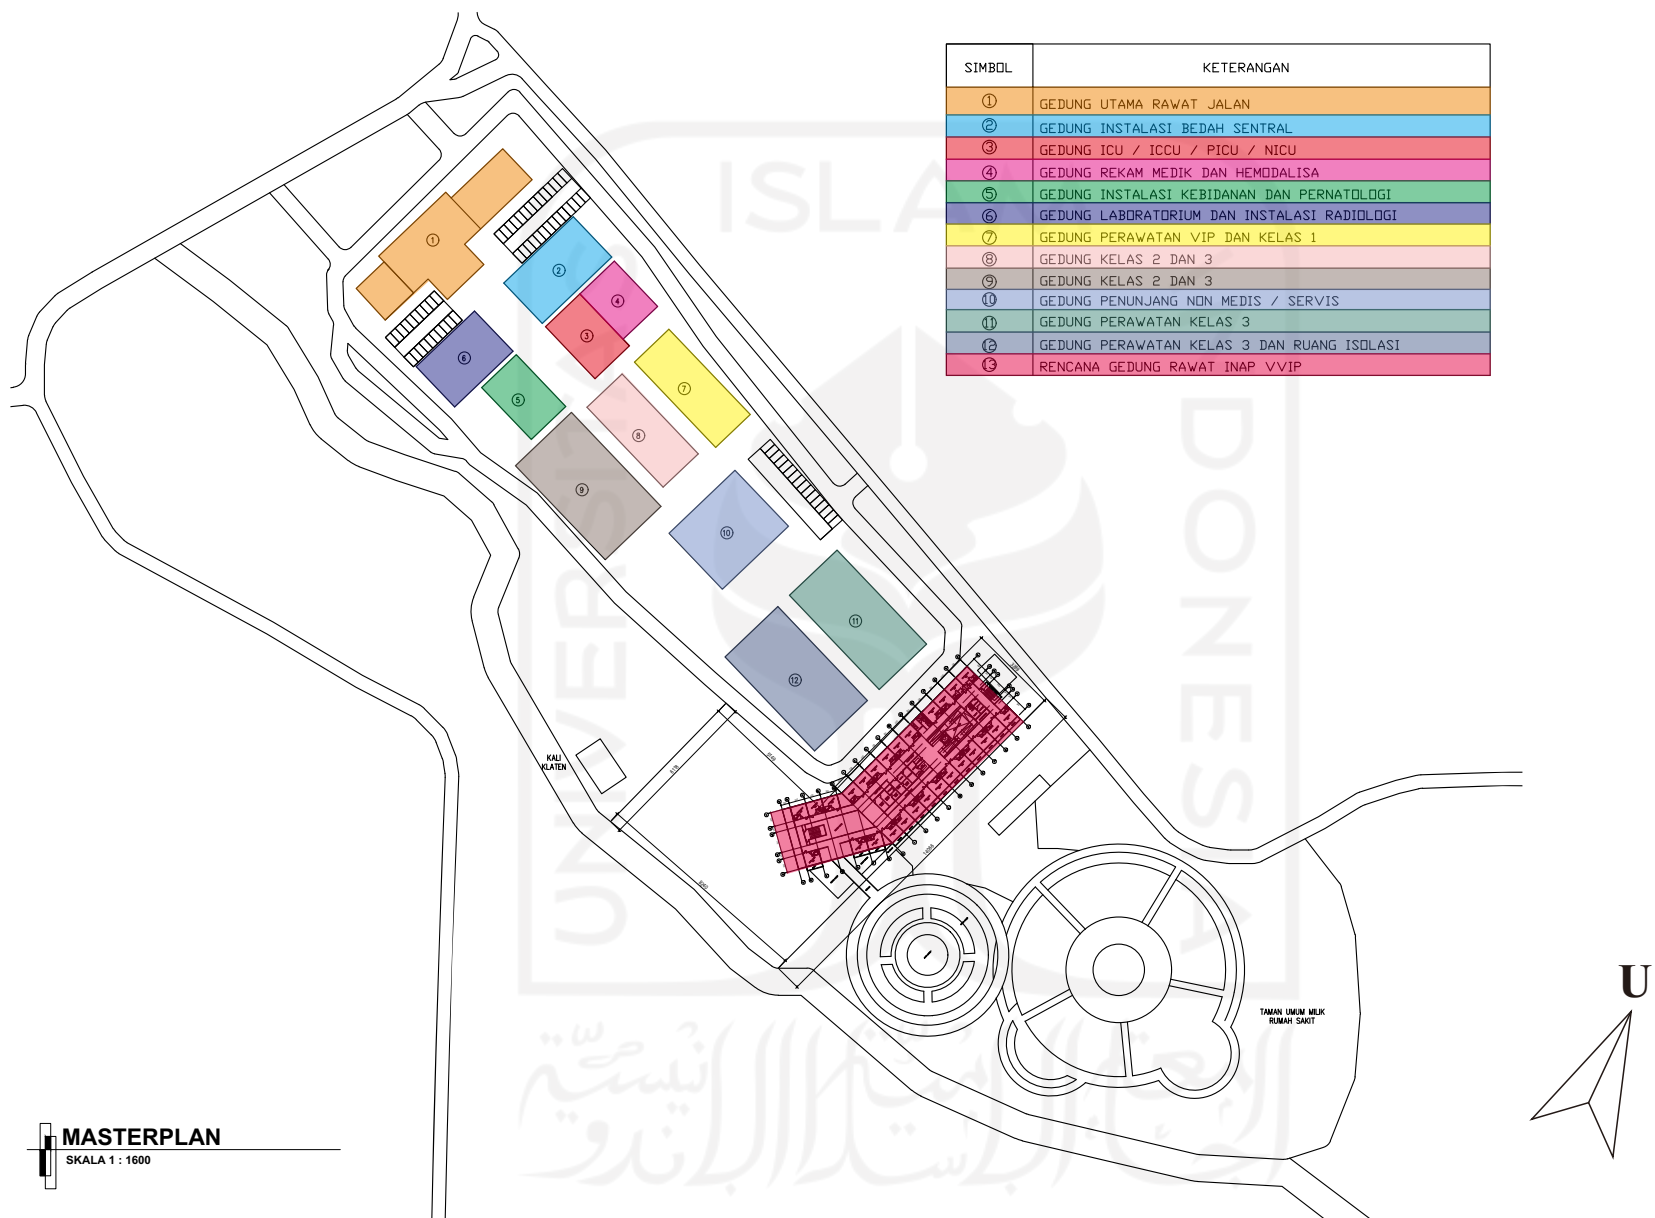 SIMBOL KETERANGAN
① GEDUNG UTAMA RAWAT JALAN
② GEDUNG INSTALASI BEDAH SENTRAL
③ GEDUNG ICU / ICCU / PICU / NICU
④ GEDUNG REKAM MEDIK DAN HEMODALISA
⑤ GEDUNG INSTALASI KEBIDANAN DAN PERNATOLOGI
⑥ GEDUNG LABORATORIUM DAN INSTALASI RADIOLOGI
⑦ GEDUNG PERAWATAN VIP DAN KELAS 1
⑧ GEDUNG KELAS 2 DAN 3
⑨ GEDUNG KELAS 2 DAN 3
⑩ GEDUNG PENUNJANG NON MEDIS / SERVIS
⑪ GEDUNG PERAWATAN KELAS 3
⑫ GEDUNG PERAWATAN KELAS 3 DAN RUANG ISOLASI
⑬ RENCANA GEDUNG RAWAT INAP VVIP
UNIVERSITAS
ISLAM
INDONESIA
①
②
④
③
⑥
⑤
⑦
⑧
⑨
⑩
⑪
⑫
KALI
KLATEN
TAMAN UMUM MILIK
RUMAH SAKIT
U
MASTERPLAN
SKALA 1 : 1600